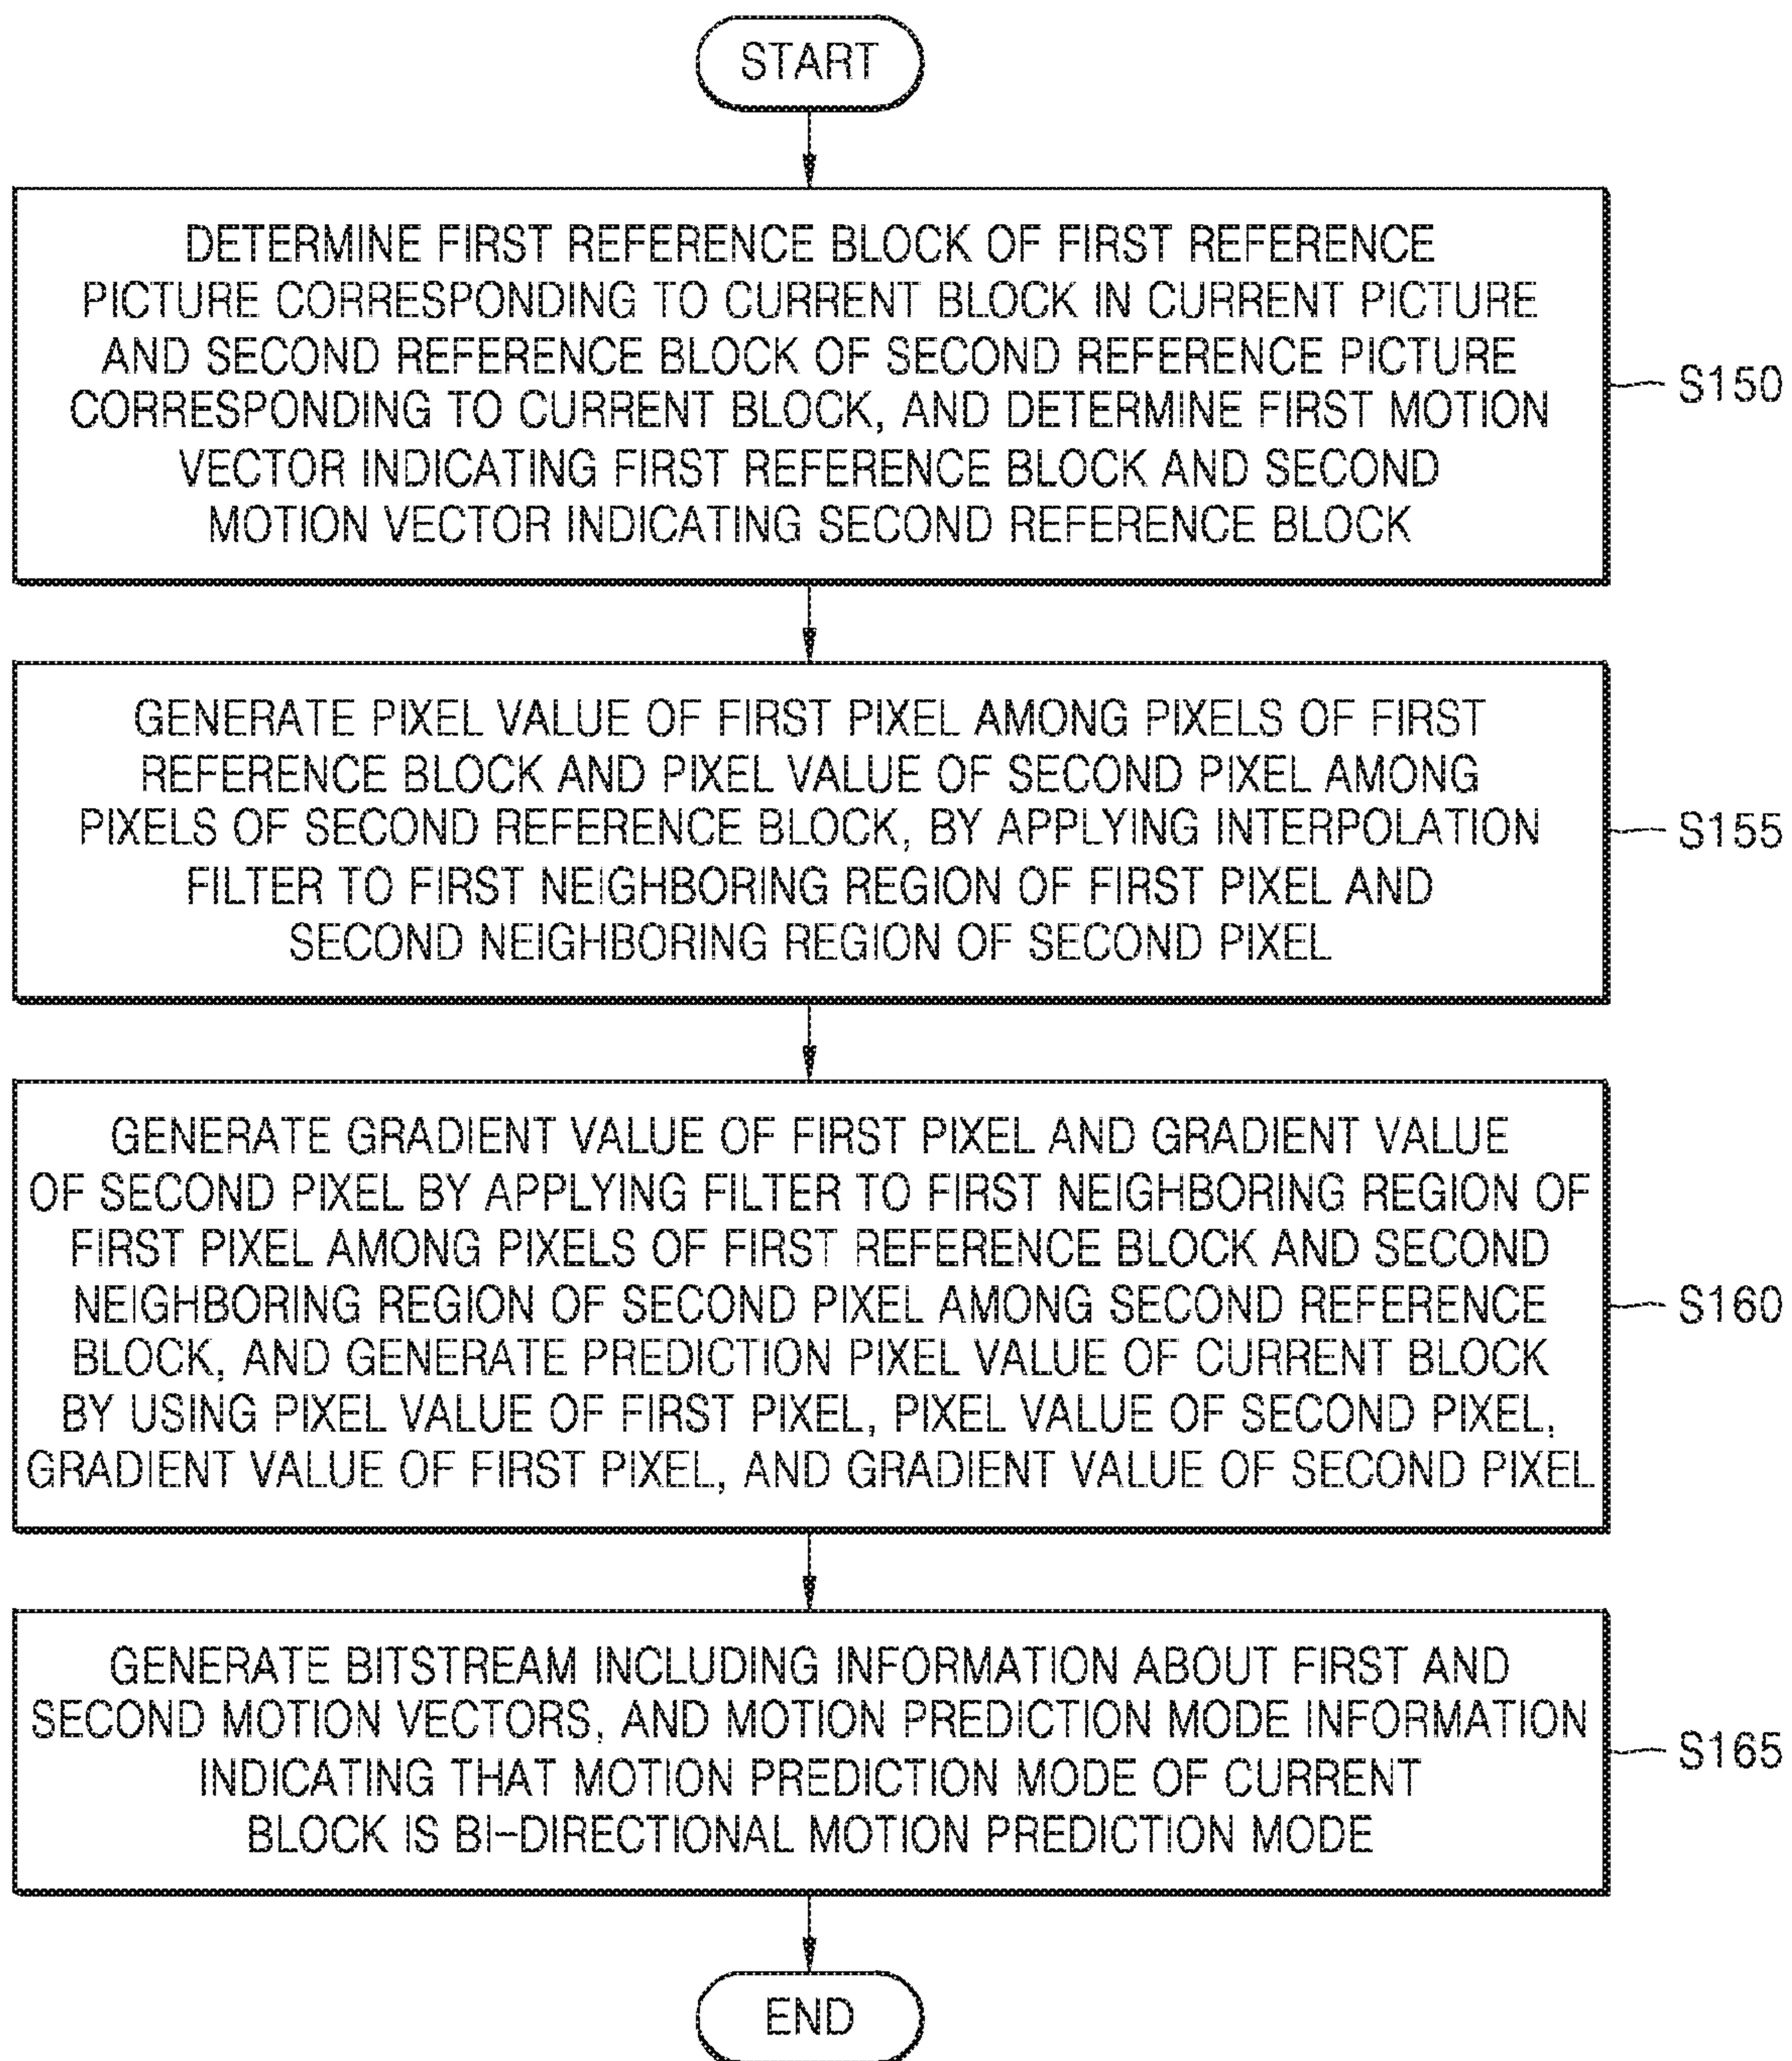 START
DETERMINE FIRST REFERENCE BLOCK OF FIRST REFERENCE
PICTURE CORRESPONDING TO CURRENT BLOCK IN CURRENT PICTURE
AND SECOND REFERENCE BLOCK OF SECOND REFERENCE PICTURE
CORRESPONDING TO CURRENT BLOCK, AND DETERMINE FIRST MOTION
VECTOR INDICATING FIRST REFERENCE BLOCK AND SECOND
MOTION VECTOR INDICATING SECOND REFERENCE BLOCK
S150
GENERATE PIXEL VALUE OF FIRST PIXEL AMONG PIXELS OF FIRST
REFERENCE BLOCK AND PIXEL VALUE OF SECOND PIXEL AMONG
PIXELS OF SECOND REFERENCE BLOCK, BY APPLYING INTERPOLATION
FILTER TO FIRST NEIGHBORING REGION OF FIRST PIXEL AND
SECOND NEIGHBORING REGION OF SECOND PIXEL
S155
GENERATE GRADIENT VALUE OF FIRST PIXEL AND GRADIENT VALUE
OF SECOND PIXEL BY APPLYING FILTER TO FIRST NEIGHBORING REGION OF
FIRST PIXEL AMONG PIXELS OF FIRST REFERENCE BLOCK AND SECOND
NEIGHBORING REGION OF SECOND PIXEL AMONG SECOND REFERENCE
BLOCK, AND GENERATE PREDICTION PIXEL VALUE OF CURRENT BLOCK
BY USING PIXEL VALUE OF FIRST PIXEL, PIXEL VALUE OF SECOND PIXEL,
GRADIENT VALUE OF FIRST PIXEL, AND GRADIENT VALUE OF SECOND PIXEL
S160
GENERATE BITSTREAM INCLUDING INFORMATION ABOUT FIRST AND
SECOND MOTION VECTORS, AND MOTION PREDICTION MODE INFORMATION
INDICATING THAT MOTION PREDICTION MODE OF CURRENT
BLOCK IS BI-DIRECTIONAL MOTION PREDICTION MODE
S165
END